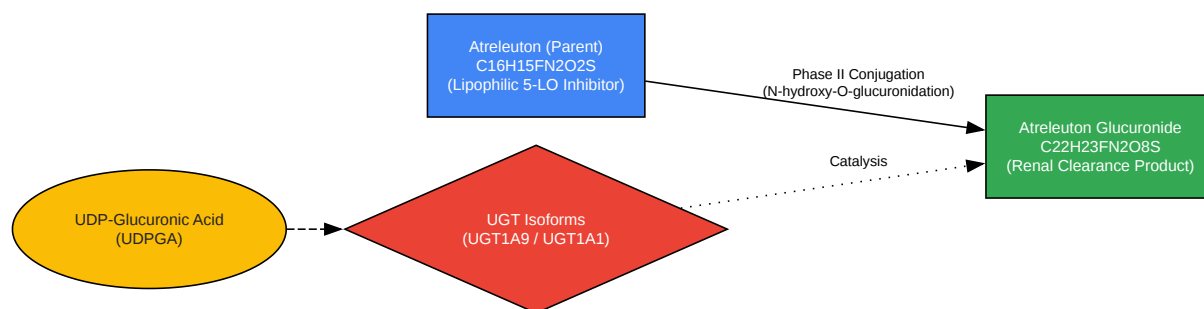 Atreleuton (Parent)
C16H15FN2O2S
(Lipophilic 5-LO Inhibitor)
Phase II Conjugation
(N-hydroxy-O-glucuronidation)
Atreleuton Glucuronide
C22H23FN2O8S
(Renal Clearance Product)
Catalysis
UDP-Glucuronic Acid
(UDPGA)
UGT Isoforms
(UGT1A9 / UGT1A1)